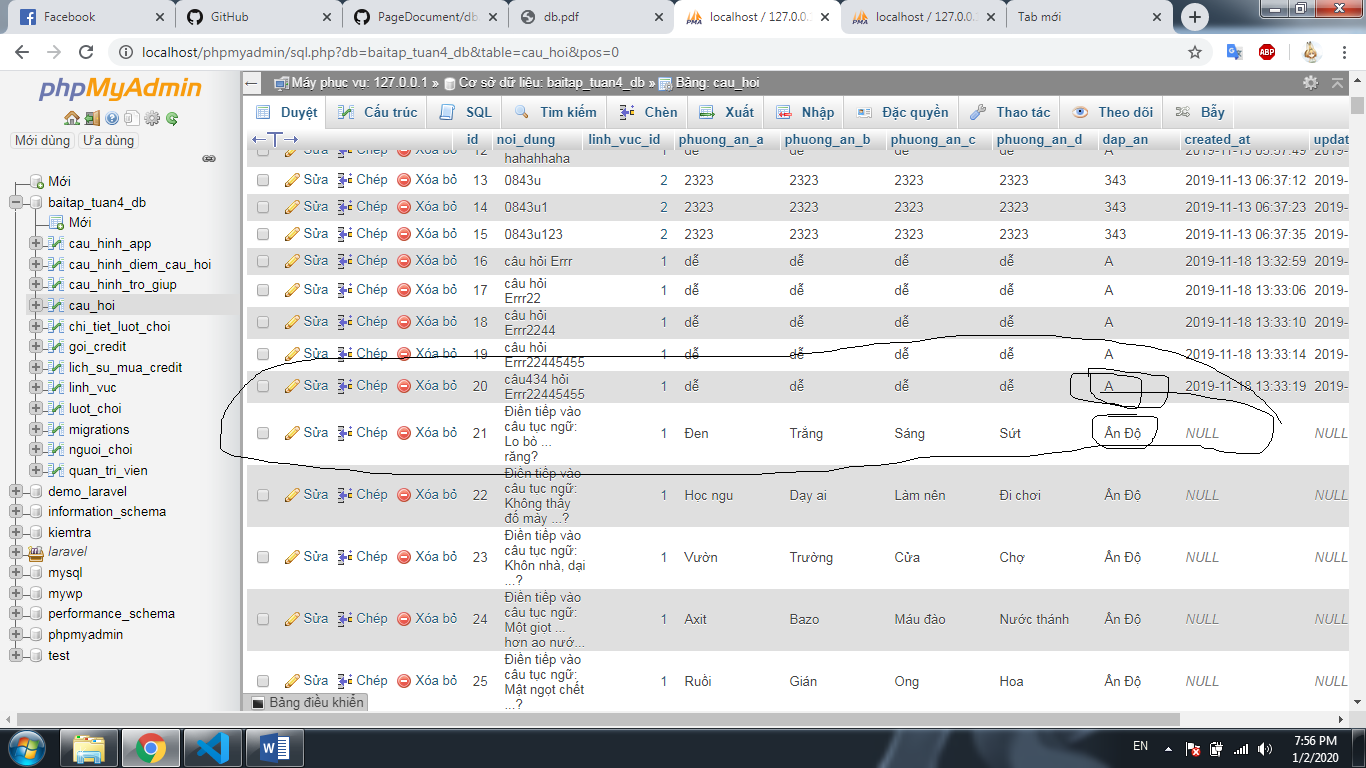 Facebook
GitHub
PageDocument/db
db.pdf
localhost / 127.0.0
localhost / 127.0.0.
Tab mới
localhost/phpmyadmin/sql.php?db=baitap_tuan4_db&table=cau_hoi&pos=0
ABP
phpMyAdmin
Mới dùng Ưa dùng
Mới
baitap_tuan4_db
Mới
cau_hinh_app
cau_hinh_diem_cau_hoi
cau_hinh_tro_giup
cau_hoi
chi_tiet_luot_choi
goi_credit
lich_su_mua_credit
linh_vuc
luot_choi
migrations
nguoi_choi
quan_tri_vien
demo_laravel
information_schema
kiemtra
laravel
mysql
mywp
performance_schema
phpmyadmin
test
Máy phục vụ: 127.0.0.1 » Cơ sở dữ liệu: baitap_tuan4_db » Bảng: cau_hoi
Duyệt Cấu trúc SQL Tìm kiếm Chèn Xuất Nhập Đặc quyền Thao tác Theo dõi Bẫy
id noi_dung linh_vuc_id phuong_an_a phuong_an_b phuong_an_c phuong_an_d dap_an created_at updat
Sửa Chép Xóa bỏ 12 hahahhaha 1 dễ dễ dễ dễ A 2019-11-13 05:57:49 2019-
Sửa Chép Xóa bỏ 13 0843u 2 2323 2323 2323 2323 343 2019-11-13 06:37:12 2019-
Sửa Chép Xóa bỏ 14 0843u1 2 2323 2323 2323 2323 343 2019-11-13 06:37:23 2019-
Sửa Chép Xóa bỏ 15 0843u123 2 2323 2323 2323 2323 343 2019-11-13 06:37:35 2019-
Sửa Chép Xóa bỏ 16 câu hỏi Errr 1 dễ dễ dễ dễ A 2019-11-18 13:32:59 2019-
Sửa Chép Xóa bỏ 17 câu hỏi
Errr22 1 dễ dễ dễ dễ A 2019-11-18 13:33:06 2019-
Sửa Chép Xóa bỏ 18 câu hỏi
Errr2244 1 dễ dễ dễ dễ A 2019-11-18 13:33:10 2019-
Sửa Chép Xóa bỏ 19 câu hỏi
Errr22445455 1 dễ dễ dễ dễ A 2019-11-18 13:33:14 2019-
Sửa Chép Xóa bỏ 20 câu434 hỏi
Errr22445455 1 dễ dễ dễ dễ A 2019-11-18 13:33:19 2019-
Sửa Chép Xóa bỏ 21 Điền tiếp vào
câu tục ngữ:
Lo bò ...
răng? 1 Đen Trắng Sáng Sứt Ấn Độ NULL NULL
Sửa Chép Xóa bỏ 22 Điền tiếp vào
câu tục ngữ:
Không thầy
đố mày ...? 1 Học ngu Dạy ai Làm nên Đi chơi Ấn Độ NULL NULL
Sửa Chép Xóa bỏ 23 Điền tiếp vào
câu tục ngữ:
Khôn nhà, dại
...? 1 Vườn Trường Cửa Chợ Ấn Độ NULL NULL
Sửa Chép Xóa bỏ 24 Điền tiếp vào
câu tục ngữ:
Một giọt ...
hơn ao nướ... 1 Axit Bazo Máu đào Nước thánh Ấn Độ NULL NULL
Sửa Chép Xóa bỏ 25 Điền tiếp vào
câu tục ngữ:
Mật ngọt chết
...? 1 Ruồi Gián Ong Hoa Ấn Độ NULL NULL
Bảng điều khiển
EN
7:56 PM
1/2/2020